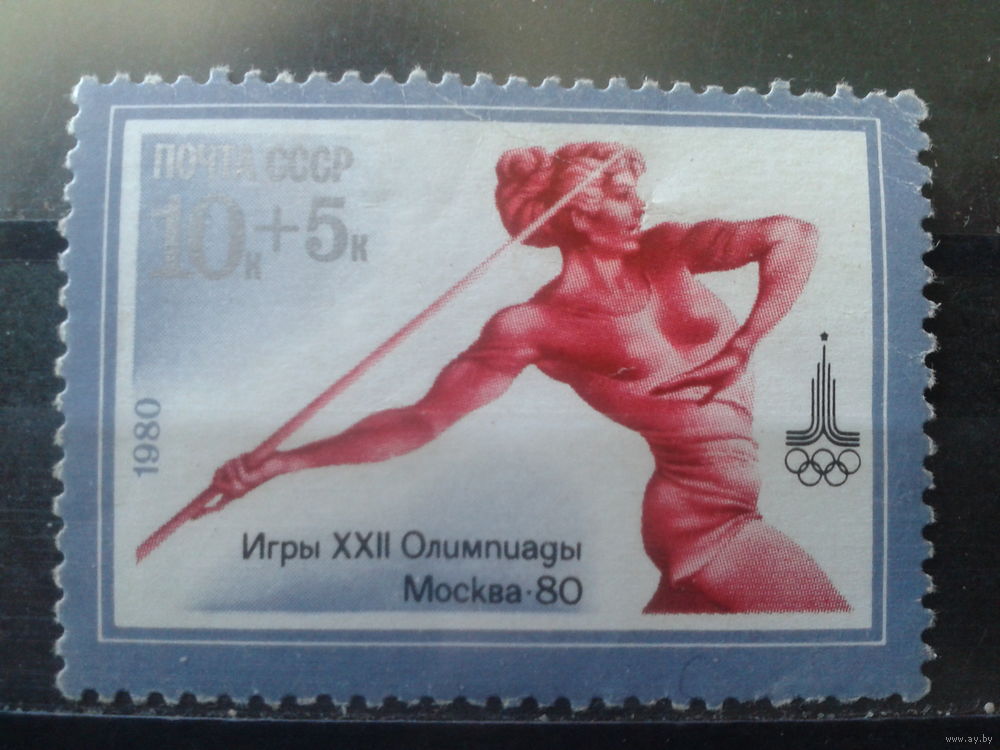 ПОЧТА СССР
10к+5к
1980
Игры XXII Олимпиады
Москва·80
www.ay.by